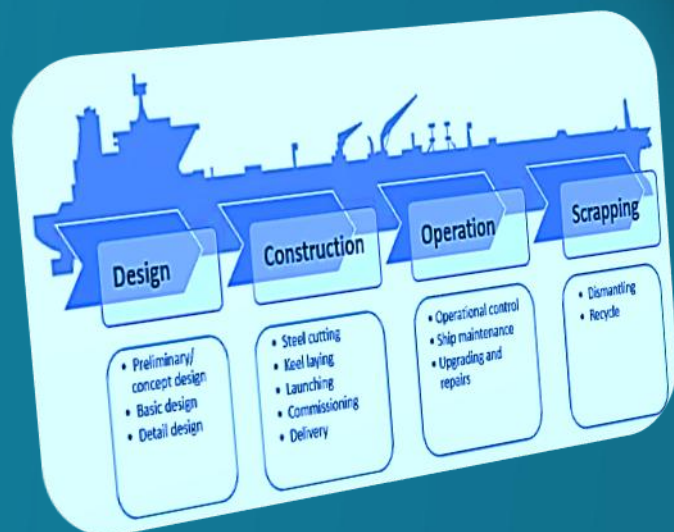 Design
• Preliminary/
concept design
• Basic design
• Detail design
Construction
• Steel cutting
• Keel laying
• Launching
• Commissioning
• Delivery
Operation
• Operational control
• Ship maintenance
• Upgrading and
repairs
Scrapping
• Dismantling
• Recycle